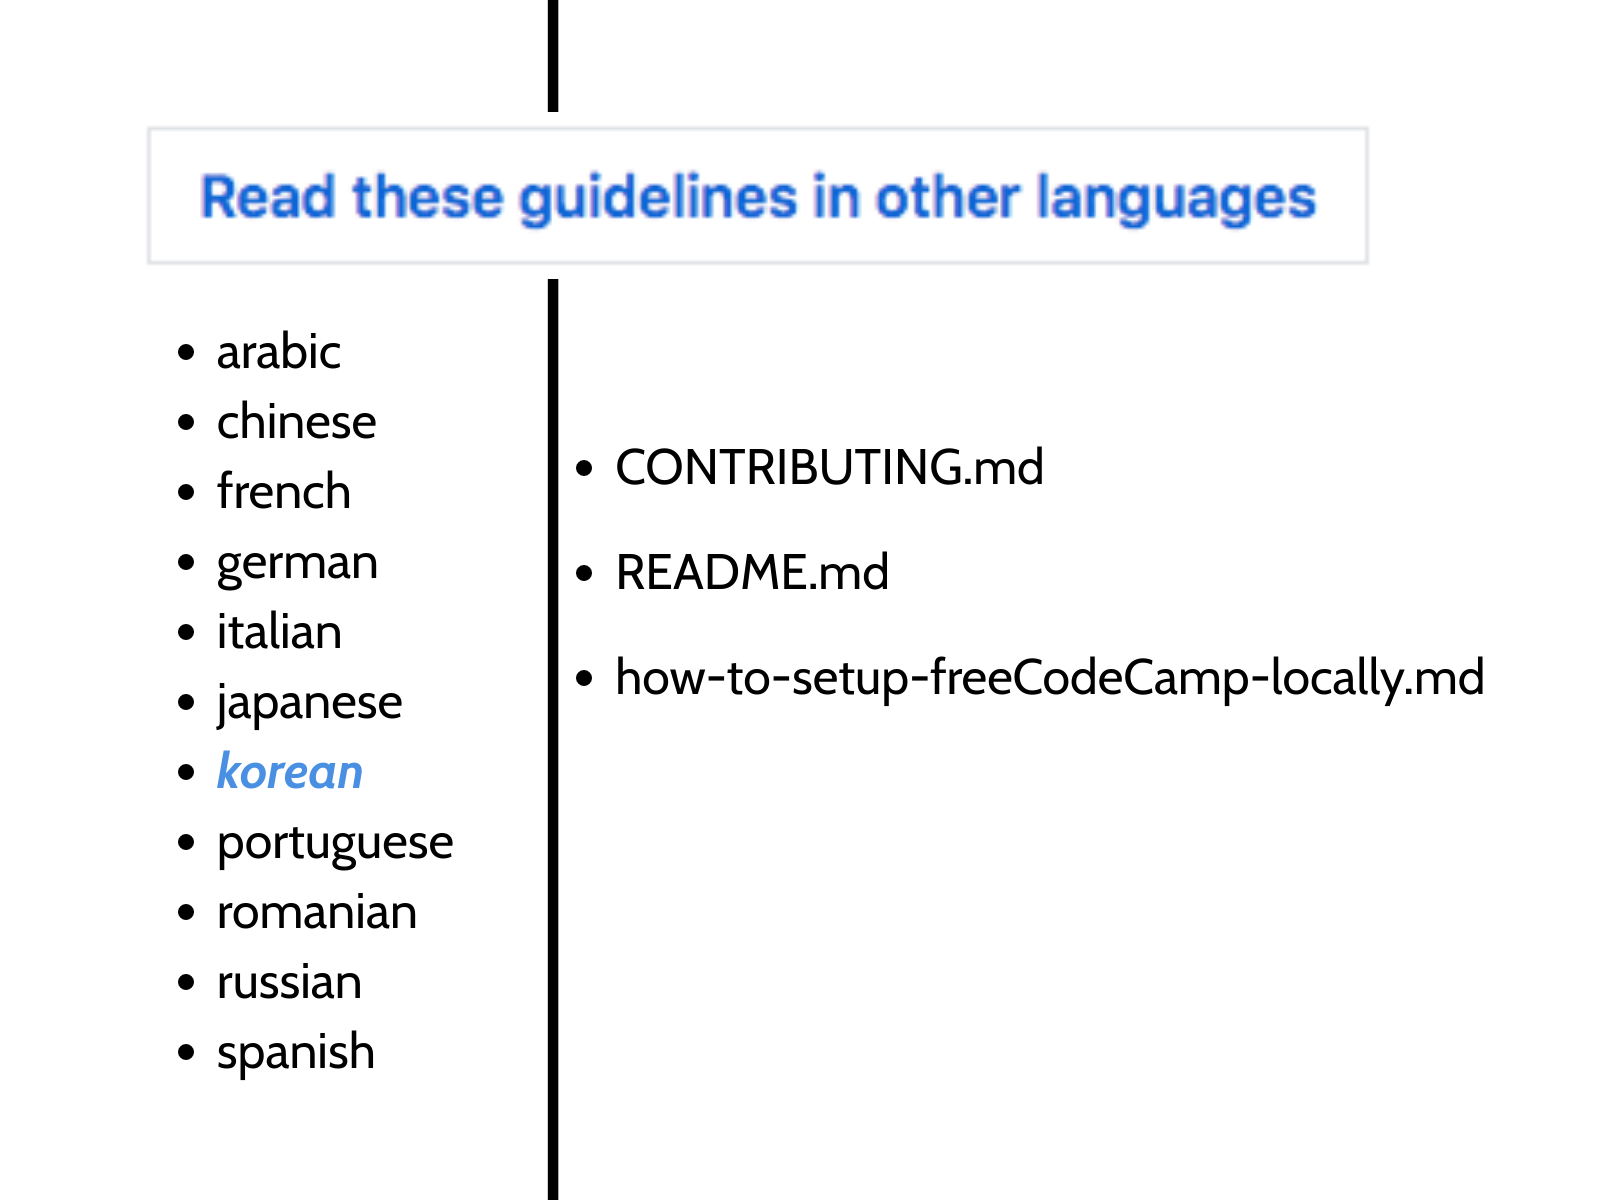 Read these guidelines in other languages
arabic
chinese
french
german
italian
japanese
korean
portuguese
romanian
russian
spanish
CONTRIBUTING.md
README.md
how-to-setup-freeCodeCamp-locally.md